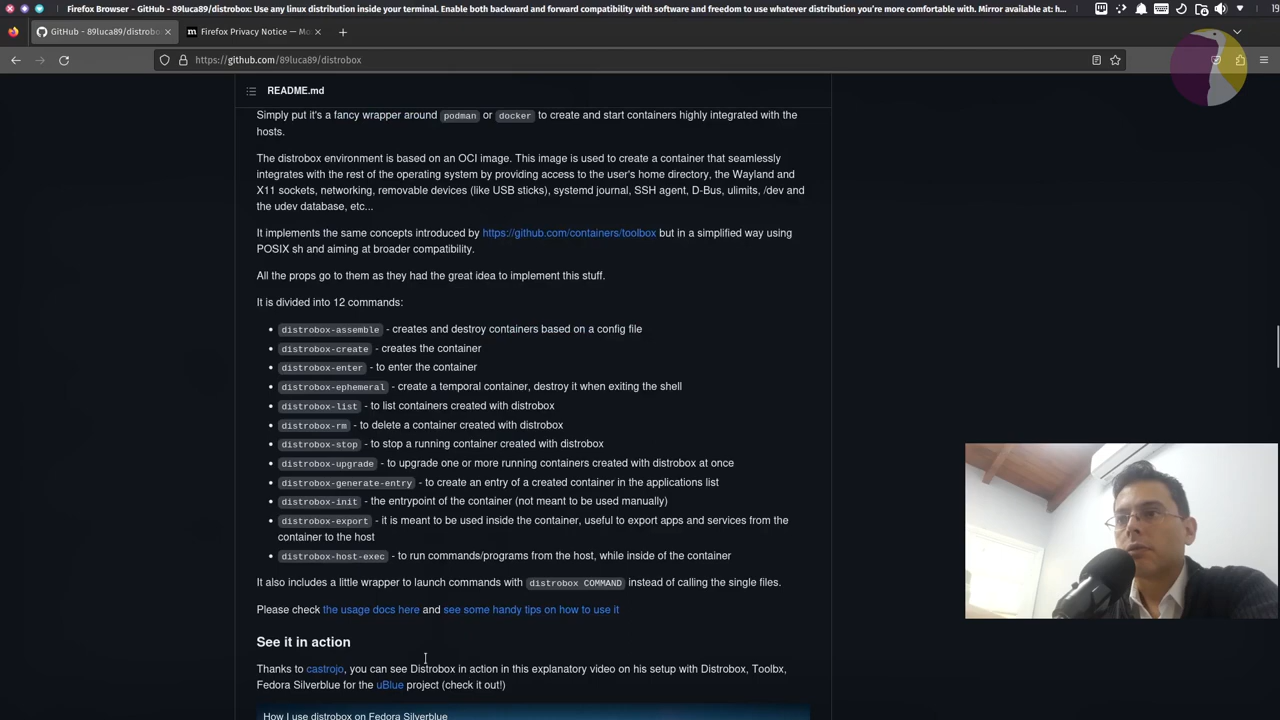 Firefox Browser - GitHub - 89luca89/distrobox: Use any linux distribution inside your terminal. Enable both backward and forward compatibility with software and freedom to use whatever distribution you're more comfortable with. Mirror available at: h...
19
GitHub - 89luca89/distrobo
Firefox Privacy Notice — Mo
https://github.com/89luca89/distrobox
README.md
Simply put it's a fancy wrapper around podman or docker to create and start containers highly integrated with the
hosts.
The distrobox environment is based on an OCI image. This image is used to create a container that seamlessly
integrates with the rest of the operating system by providing access to the user's home directory, the Wayland and
X11 sockets, networking, removable devices (like USB sticks), systemd journal, SSH agent, D-Bus, ulimits, /dev and
the udev database, etc...
It implements the same concepts introduced by https://github.com/containers/toolbox but in a simplified way using
POSIX sh and aiming at broader compatibility.
All the props go to them as they had the great idea to implement this stuff.
It is divided into 12 commands:
• distrobox-assemble - creates and destroy containers based on a config file
• distrobox-create - creates the container
• distrobox-enter - to enter the container
• distrobox-ephemeral - create a temporal container, destroy it when exiting the shell
• distrobox-list - to list containers created with distrobox
• distrobox-rm - to delete a container created with distrobox
• distrobox-stop - to stop a running container created with distrobox
• distrobox-upgrade - to upgrade one or more running containers created with distrobox at once
• distrobox-generate-entry - to create an entry of a created container in the applications list
• distrobox-init - the entrypoint of the container (not meant to be used manually)
• distrobox-export - it is meant to be used inside the container, useful to export apps and services from the
container to the host
• distrobox-host-exec - to run commands/programs from the host, while inside of the container
It also includes a little wrapper to launch commands with distrobox COMMAND instead of calling the single files.
Please check the usage docs here and see some handy tips on how to use it
See it in action
Thanks to castrojo, you can see Distrobox in action in this explanatory video on his setup with Distrobox, Toolbx,
Fedora Silverblue for the uBlue project (check it out!)
How I use distrobox on Fedora Silverblue